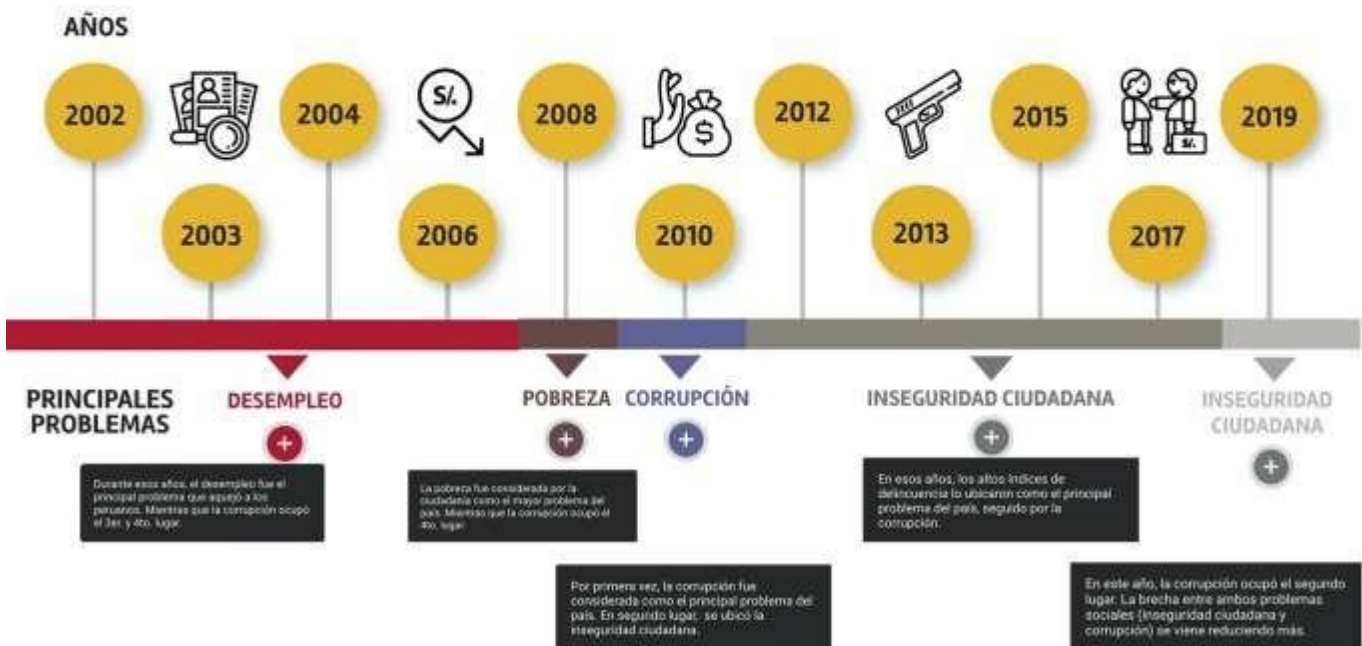 AÑOS
2002
2004
S/.
2008
$
2012
2015
S/.
2019
2003
2006
2010
2013
2017
PRINCIPALES
PROBLEMAS
DESEMPLEO
+
Durante esos años, el desempleo fue el
principal problema que aquejó a los
peruanos. Mientras que la corrupción ocupó
el 3er. y 4to. lugar.
POBREZA
+
La pobreza fue considerada por la
ciudadanía como el mayor problema del
país. Mientras que la corrupción ocupó el
4to. lugar.
CORRUPCIÓN
+
Por primera vez, la corrupción fue
considerada como el principal problema del
país. En segundo lugar, se ubicó la
inseguridad ciudadana.
INSEGURIDAD CIUDADANA
+
En esos años, los altos índices de
delincuencia lo ubicaron como el principal
problema del país, seguido por la
corrupción.
INSEGURIDAD
CIUDADANA
+
En este año, la corrupción ocupó el segundo
lugar. La brecha entre ambos problemas
sociales (inseguridad ciudadana y
corrupción) se viene reduciendo más.